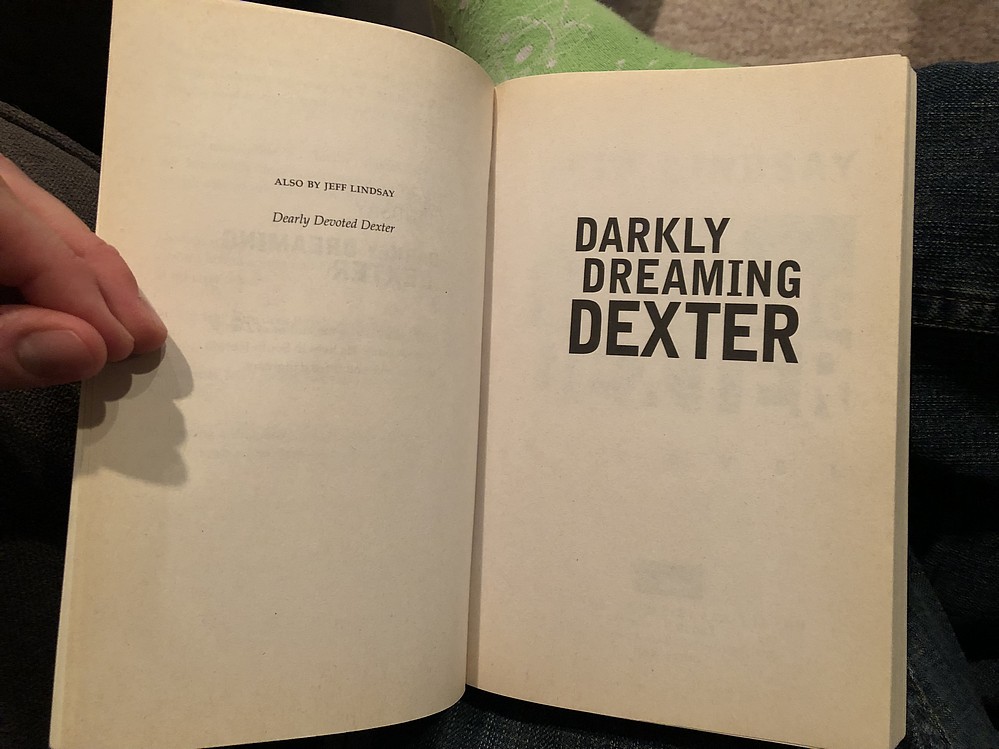 ALSO BY JEFF LINDSAY
Dearly Devoted Dexter
DARKLY
DREAMING
DEXTER